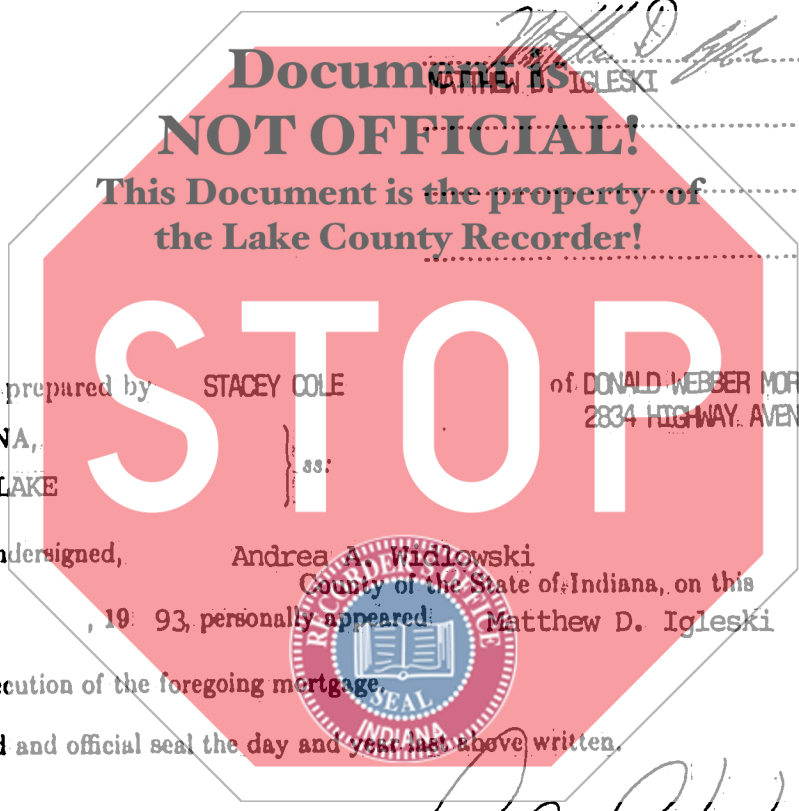 Document is
MATTHEW D. IGLESKI
NOT OFFICIAL!
This Document is the property of
the Lake County Recorder!
STOP
prepared by STACEY COLE of DONALD WEBBER MOR
2834 HIGHWAY AVEN
NA,
ss:
LAKE
ndersigned, Andrea A. Widlowski
County of the State of Indiana, on this
, 19 93, personally appeared Matthew D. Igleski
cution of the foregoing mortgage.
d and official seal the day and year last above written.
RECORDER'S OFFICE
SEAL
INDIANA